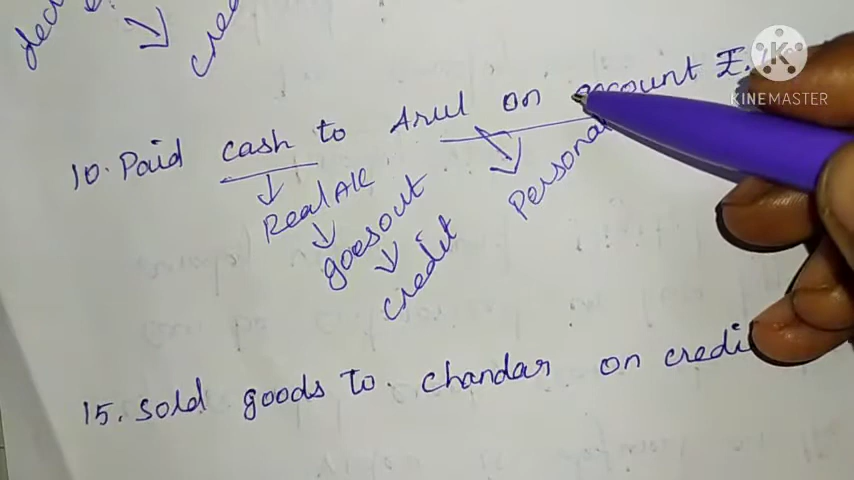 cred
10. Paid cash to Arul on account ₹.
Real A/c
goes out
credit
Personal
15. sold goods to chandar on credi
KINEMASTER